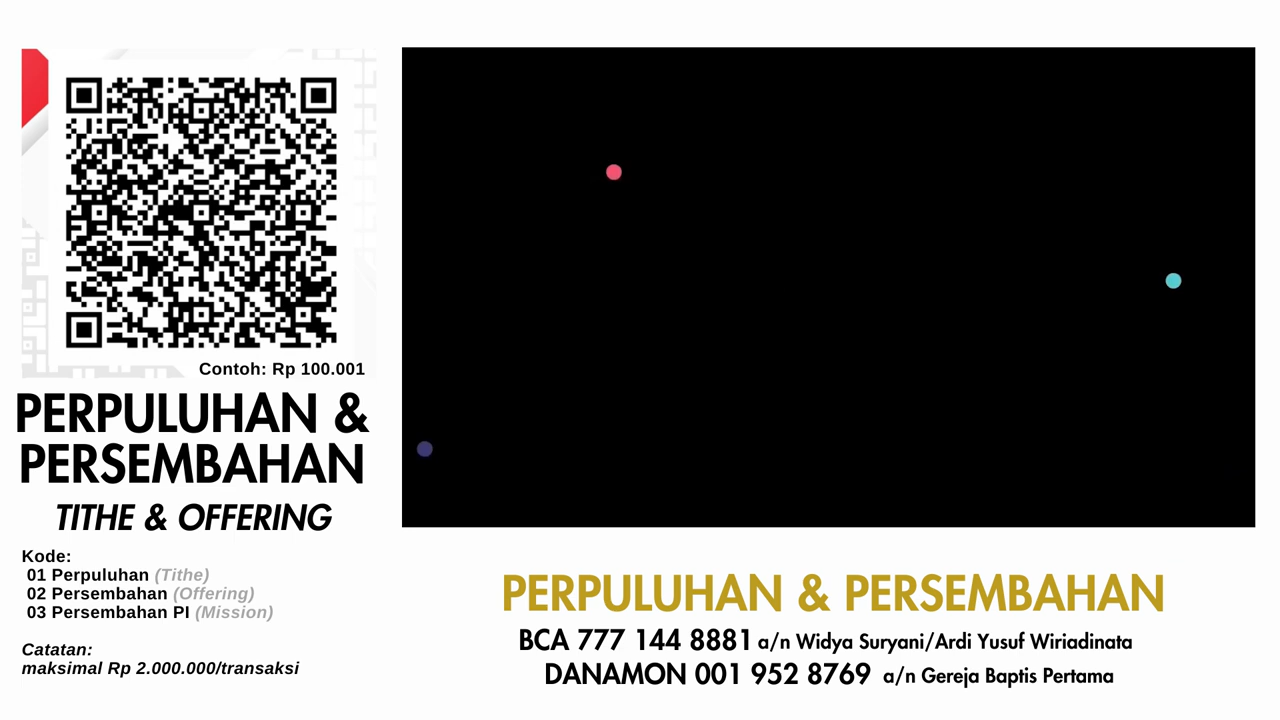 Contoh: Rp 100.001
PERPULUHAN &
PERSEMBAHAN
TITHE & OFFERING
Kode:
01 Perpuluhan (Tithe)
02 Persembahan (Offering)
03 Persembahan PI (Mission)
Catatan:
maksimal Rp 2.000.000/transaksi
PERPULUHAN & PERSEMBAHAN
BCA 777 144 8881 a/n Widya Suryani/Ardi Yusuf Wiriadinata
DANAMON 001 952 8769 a/n Gereja Baptis Pertama